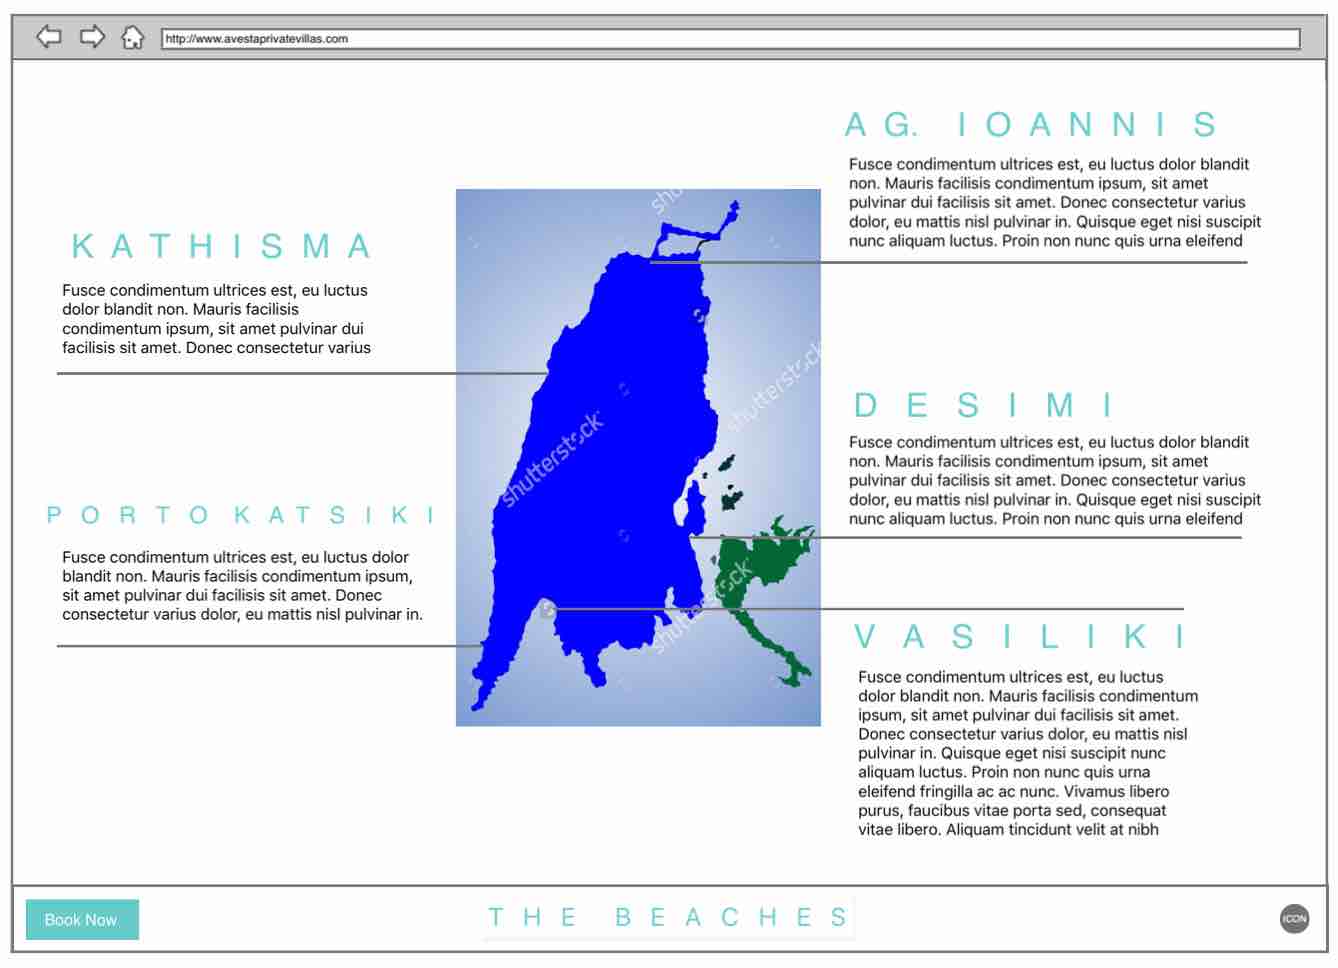 http://www.avestaprivatevillas.com
KATHISMA
Fusce condimentum ultrices est, eu luctus
dolor blandit non. Mauris facilisis
condimentum ipsum, sit amet pulvinar dui
facilisis sit amet. Donec consectetur varius
PORTO KATSIKI
Fusce condimentum ultrices est, eu luctus dolor
blandit non. Mauris facilisis condimentum ipsum,
sit amet pulvinar dui facilisis sit amet. Donec
consectetur varius dolor, eu mattis nisl pulvinar in.
shu
shutterstock
shutterstock
shutterstock
AG. IOANNIS
Fusce condimentum ultrices est, eu luctus dolor blandit
non. Mauris facilisis condimentum ipsum, sit amet
pulvinar dui facilisis sit amet. Donec consectetur varius
dolor, eu mattis nisl pulvinar in. Quisque eget nisi suscipit
nunc aliquam luctus. Proin non nunc quis urna eleifend
DESIMI
Fusce condimentum ultrices est, eu luctus dolor blandit
non. Mauris facilisis condimentum ipsum, sit amet
pulvinar dui facilisis sit amet. Donec consectetur varius
dolor, eu mattis nisl pulvinar in. Quisque eget nisi suscipit
nunc aliquam luctus. Proin non nunc quis urna eleifend
VASILIKI
Fusce condimentum ultrices est, eu luctus
dolor blandit non. Mauris facilisis condimentum
ipsum, sit amet pulvinar dui facilisis sit amet.
Donec consectetur varius dolor, eu mattis nisl
pulvinar in. Quisque eget nisi suscipit nunc
aliquam luctus. Proin non nunc quis urna
eleifend fringilla ac ac nunc. Vivamus libero
purus, faucibus vitae porta sed, consequat
vitae libero. Aliquam tincidunt velit at nibh
Book Now
THE BEACHES
ICON